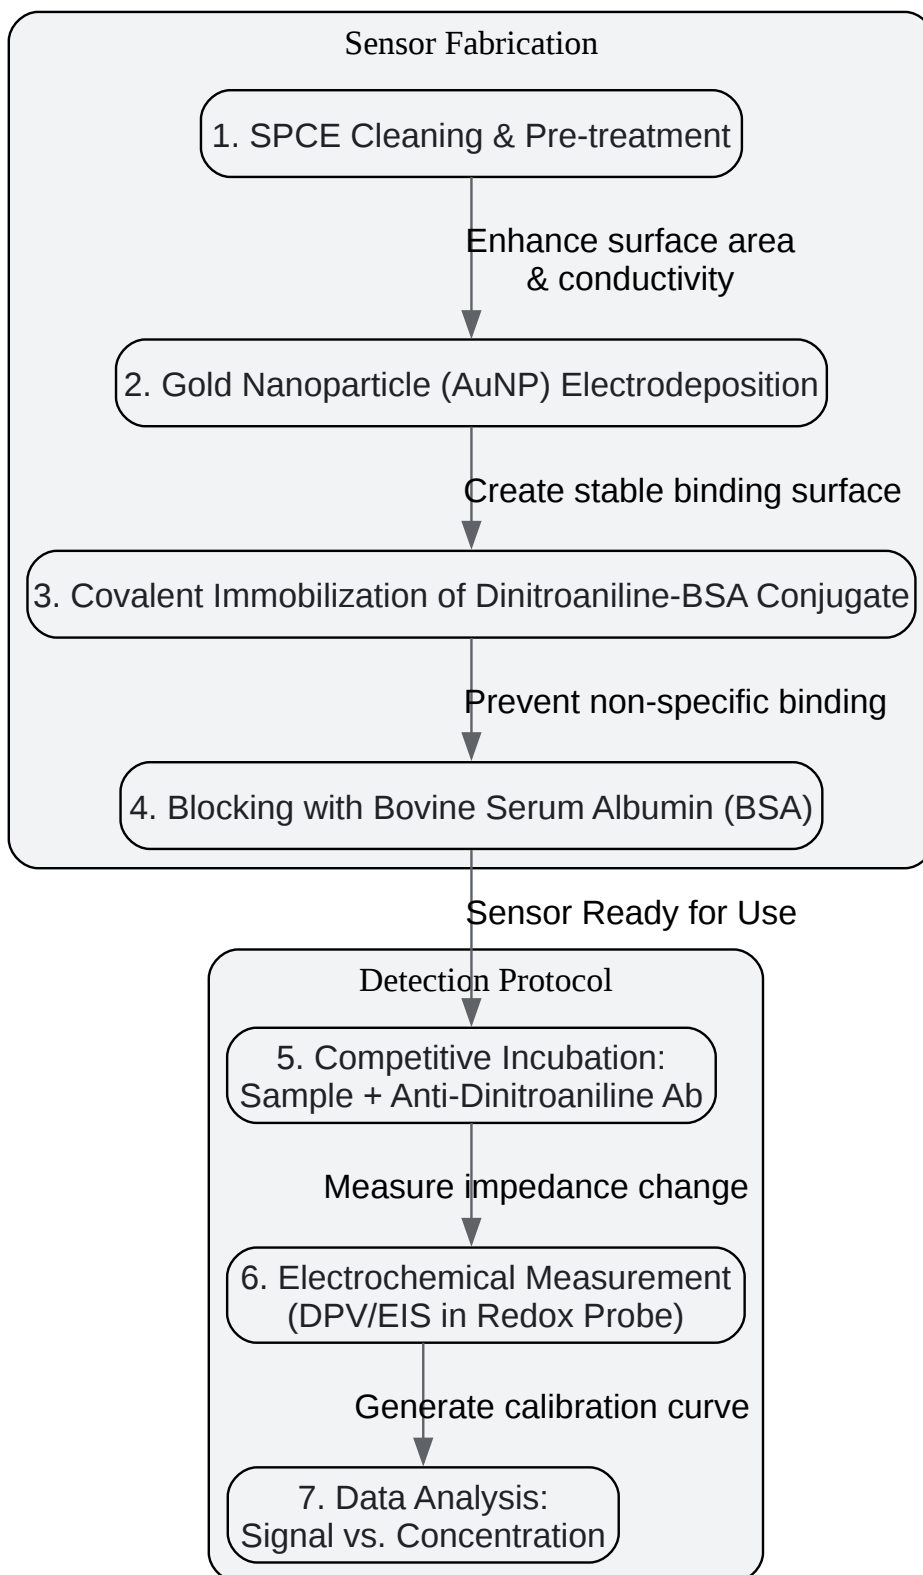 Sensor Fabrication
1. SPCE Cleaning & Pre-treatment
Enhance surface area
& conductivity
2. Gold Nanoparticle (AuNP) Electrodeposition
Create stable binding surface
3. Covalent Immobilization of Dinitroaniline-BSA Conjugate
Prevent non-specific binding
4. Blocking with Bovine Serum Albumin (BSA)
Sensor Ready for Use
Detection Protocol
5. Competitive Incubation:
Sample + Anti-Dinitroaniline Ab
Measure impedance change
6. Electrochemical Measurement
(DPV/EIS in Redox Probe)
Generate calibration curve
7. Data Analysis:
Signal vs. Concentration